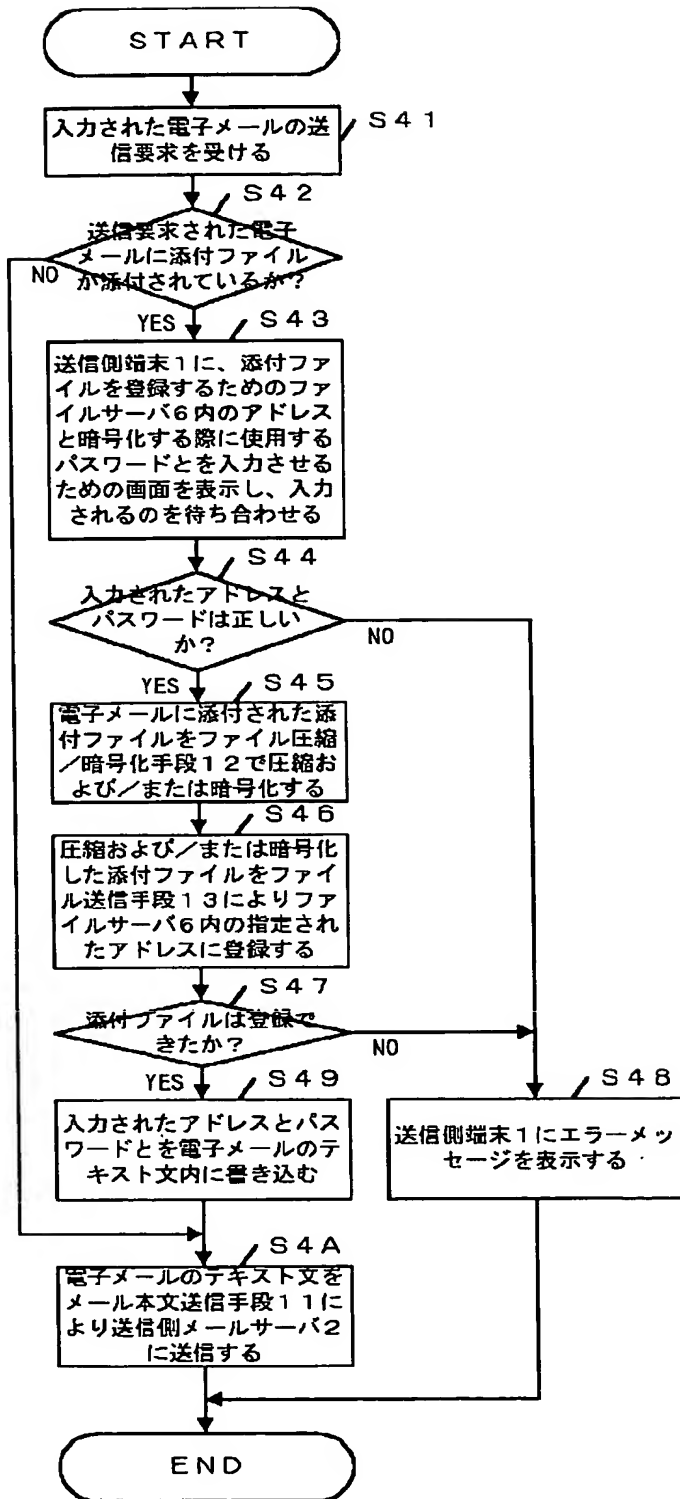 START
S41
入力された電子メールの送
信要求を受ける
S42
送信要求された電子
メールに添付ファイル
が添付されているか?
NO
YES
S43
送信側端末1に、添付ファ
イルを登録するためのファ
イルサーバ6内のアドレス
と暗号化する際に使用する
パスワードとを入力させる
ための画面を表示し、入力
されるのを待ち合わせる
S44
入力されたアドレスと
パスワードは正しい
か?
NO
YES
S45
電子メールに添付された添
付ファイルをファイル圧縮
/暗号化手段12で圧縮お
よび/または暗号化する
S46
圧縮および/または暗号化
した添付ファイルをファイ
ル送信手段13によりファ
イルサーバ6内の指定され
たアドレスに登録する
S47
添付ファイルは登録で
きたか?
NO
YES
S49
入力されたアドレスとパス
ワードとを電子メールのテ
キスト文内に書き込む
S48
送信側端末1にエラーメッ
セージを表示する
S4A
電子メールのテキスト文を
メール本文送信手段11に
より送信側メールサーバ2
に送信する
END